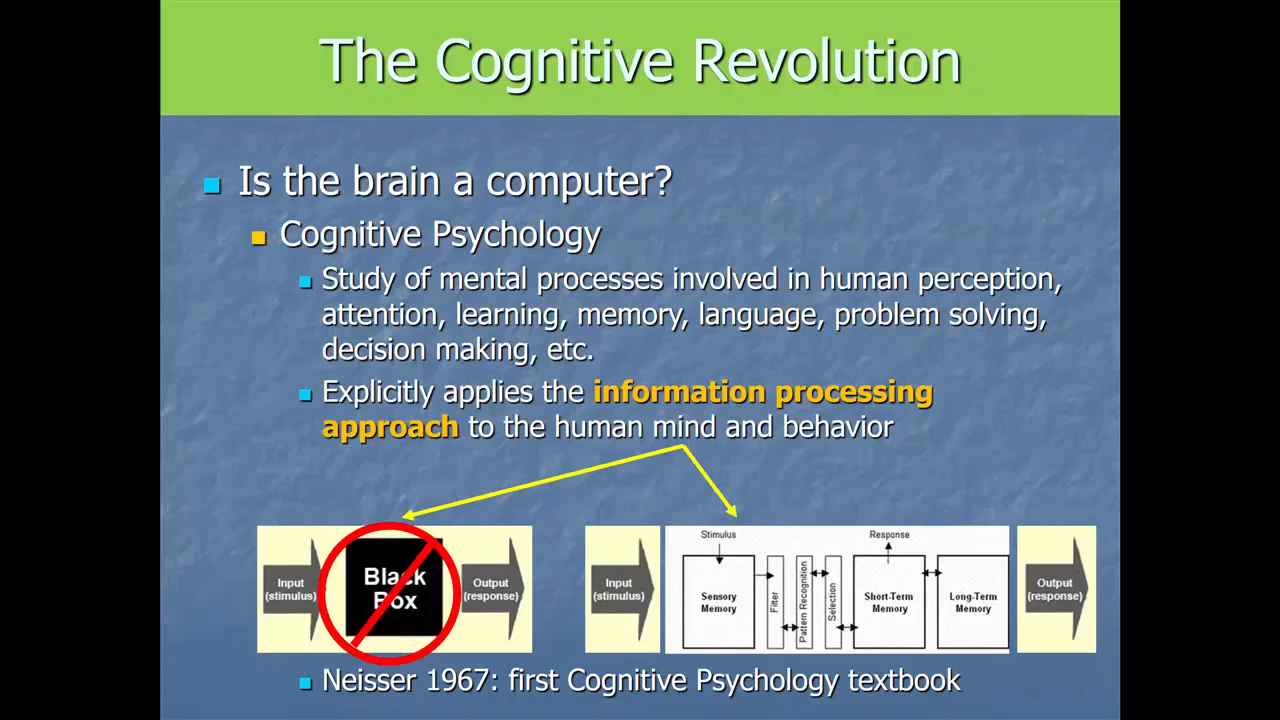 The Cognitive Revolution
Is the brain a computer?
Cognitive Psychology
Study of mental processes involved in human perception,
attention, learning, memory, language, problem solving,
decision making, etc.
Explicitly applies the information processing
approach to the human mind and behavior
Input
(stimulus)
Black
Box
Output
(response)
Input
(stimulus)
Stimulus
Sensory
Memory
Filter
Pattern Recognition
Selection
Response
Short-Term
Memory
Long-Term
Memory
Output
(response)
Neisser 1967: first Cognitive Psychology textbook